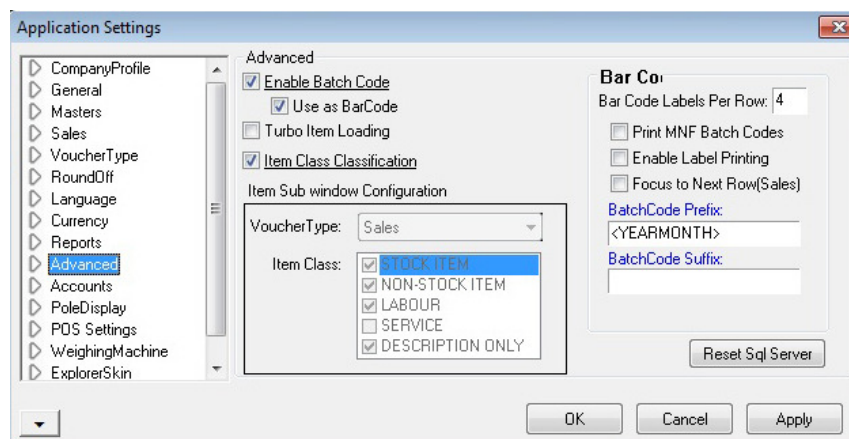 Application Settings
CompanyProfile
General
Masters
Sales
VoucherType
RoundOff
Language
Currency
Reports
Advanced
Accounts
PoleDisplay
POS Settings
WeighingMachine
ExplorerSkin
Advanced
Enable Batch Code
Use as BarCode
Turbo Item Loading
Item Class Classification
Item Sub window Configuration
VoucherType: Sales
Item Class: STOCK ITEM
NON-STOCK ITEM
LABOUR
SERVICE
DESCRIPTION ONLY
Bar Co
Bar Code Labels Per Row: 4
Print MNF Batch Codes
Enable Label Printing
Focus to Next Row(Sales)
BatchCode Prefix:
<YEARMONTH>
BatchCode Suffix:
Reset Sql Server
OK Cancel Apply